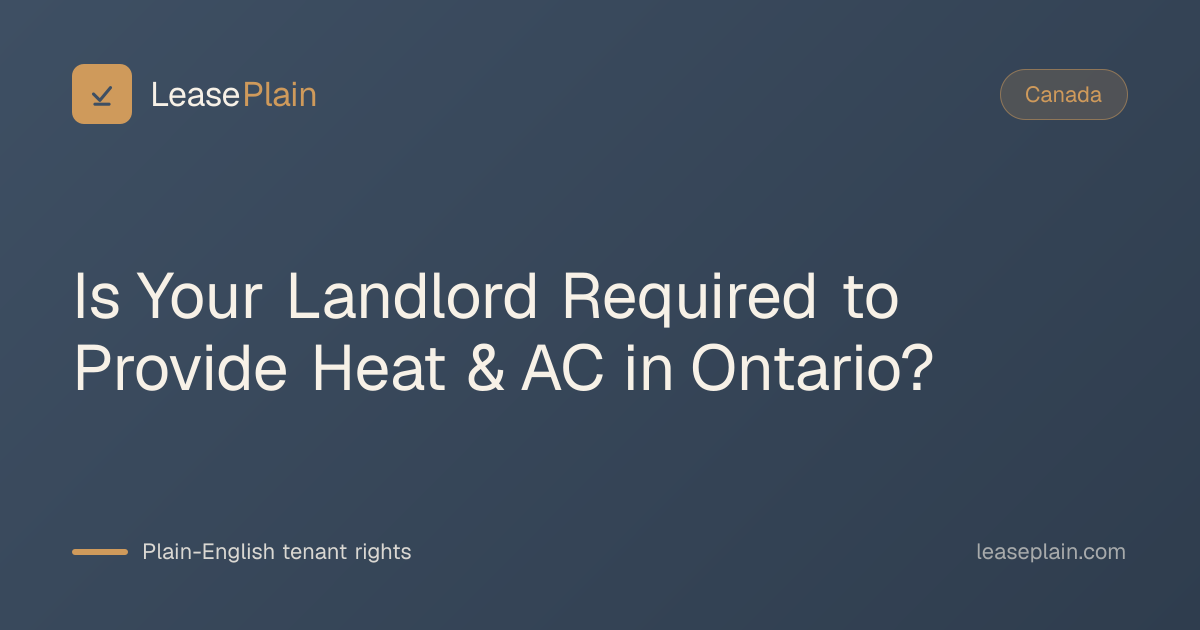 LeasePlain
Canada
Is Your Landlord Required to
Provide Heat & AC in Ontario?
Plain-English tenant rights
leaseplain.com